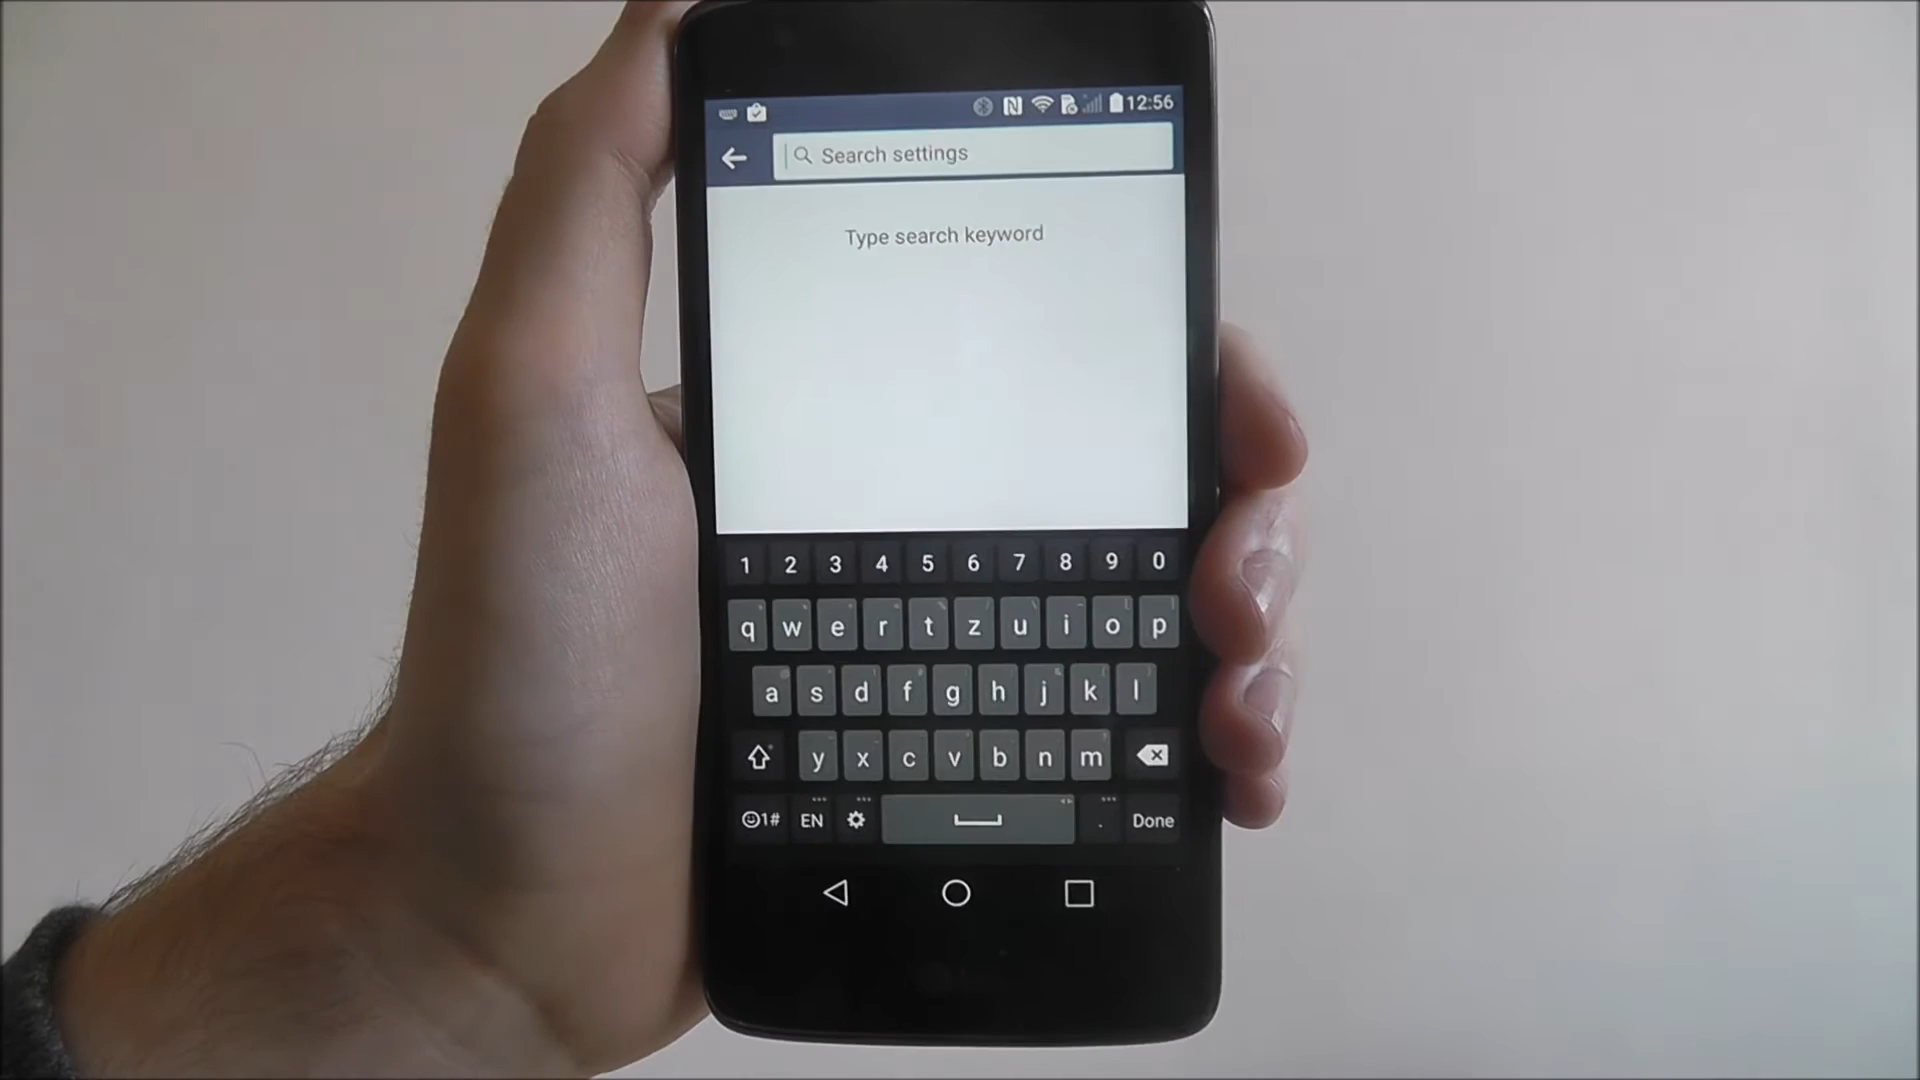 12:56
Search settings
Type search keyword
1 2 3 4 5 6 7 8 9 0
q w e r t z u i o p
a s d f g h j k l
y x c v b n m
1# EN . Done